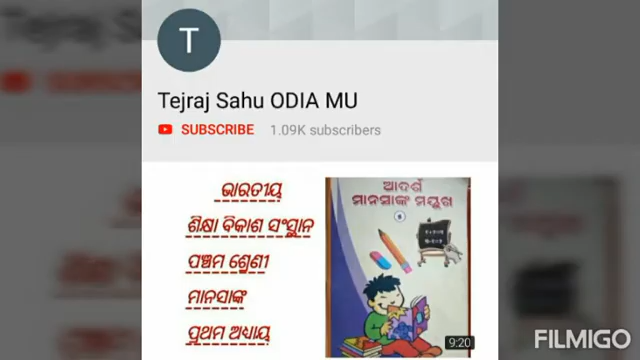 T
Tejraj Sahu ODIA MU
SUBSCRIBE 1.09K subscribers
ଭାରତୀୟ
ଶିକ୍ଷା ବିକାଶ ସଂସ୍ଥାନ
ପଞ୍ଚମ ଶ୍ରେଣୀ
ମାନସାଙ୍କ
ପ୍ରଥମ ଅଧ୍ୟାୟ
ଆଦର୍ଶ
ମାନସାଙ୍କ ମୟୂଖ
9:20
FILMIGO